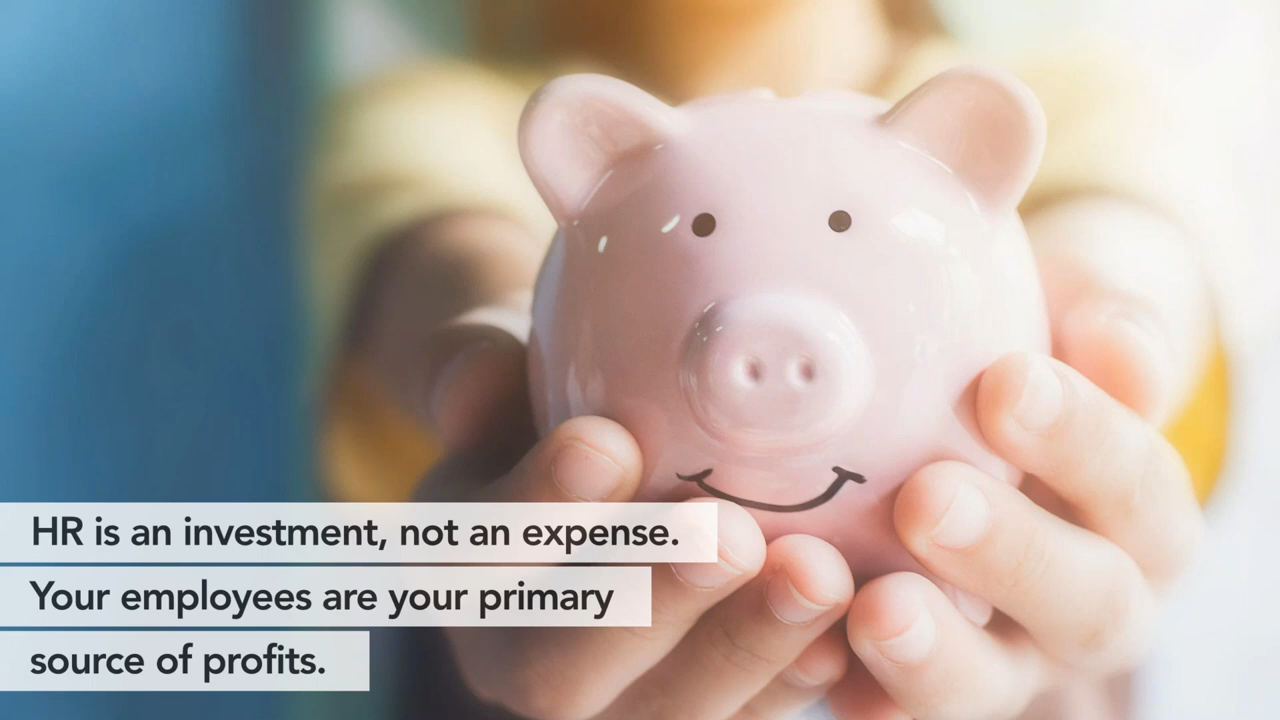 HR is an investment, not an expense.
Your employees are your primary
source of profits.